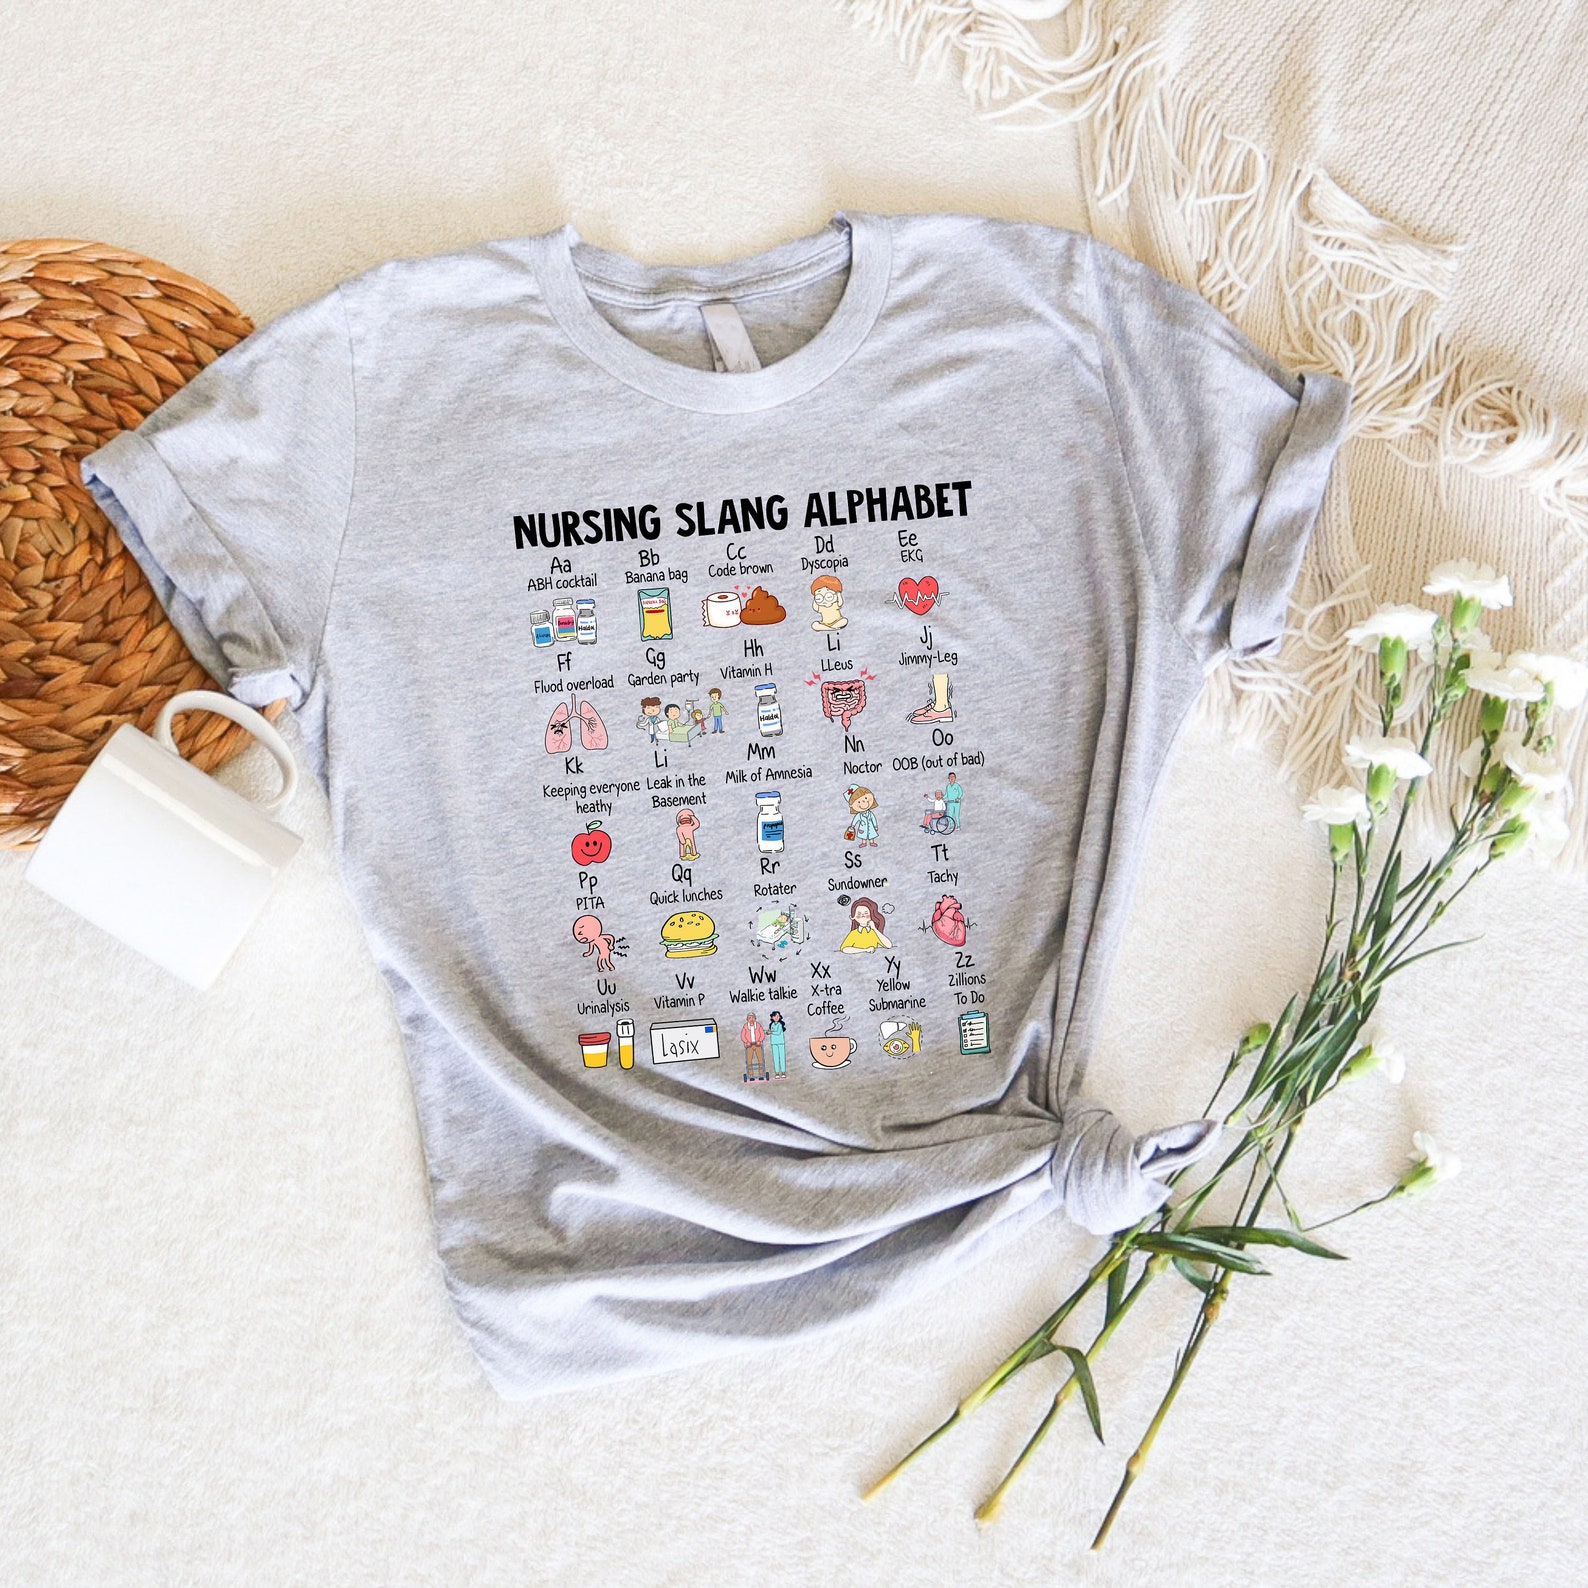 NURSING SLANG ALPHABET
Aa Bb Cc Dd Ee
ABH cocktail Banana bag Code brown Dyscopia EKG
Haldol
Ff Gg Hh Li Jj
Fluod overload Garden party Vitamin H LLeus Jimmy-Leg
Haldol
Kk Li Mm Nn Oo
Keeping everyone Leak in the Milk of Amnesia Noctor OOB (out of bad)
heathy Basement
Pp Qq Rr Ss Tt
PITA Quick lunches Rotater Sundowner Tachy
Uu Vv Ww Xx Yy Zz
Urinalysis Vitamin P Walkie talkie X-tra Yellow Zillions
Coffee Submarine To Do
Lasix